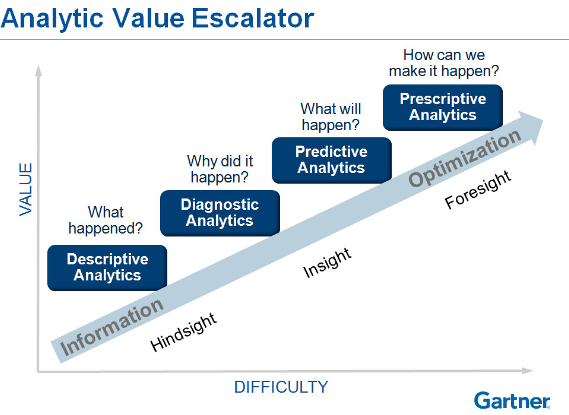 Analytic Value Escalator
How can we
make it happen?
Prescriptive
Analytics
What will
happen?
Predictive
Analytics
Why did it
happen?
Diagnostic
Analytics
What
happened?
Descriptive
Analytics
VALUE
Information
Optimization
Hindsight
Insight
Foresight
DIFFICULTY
Gartner